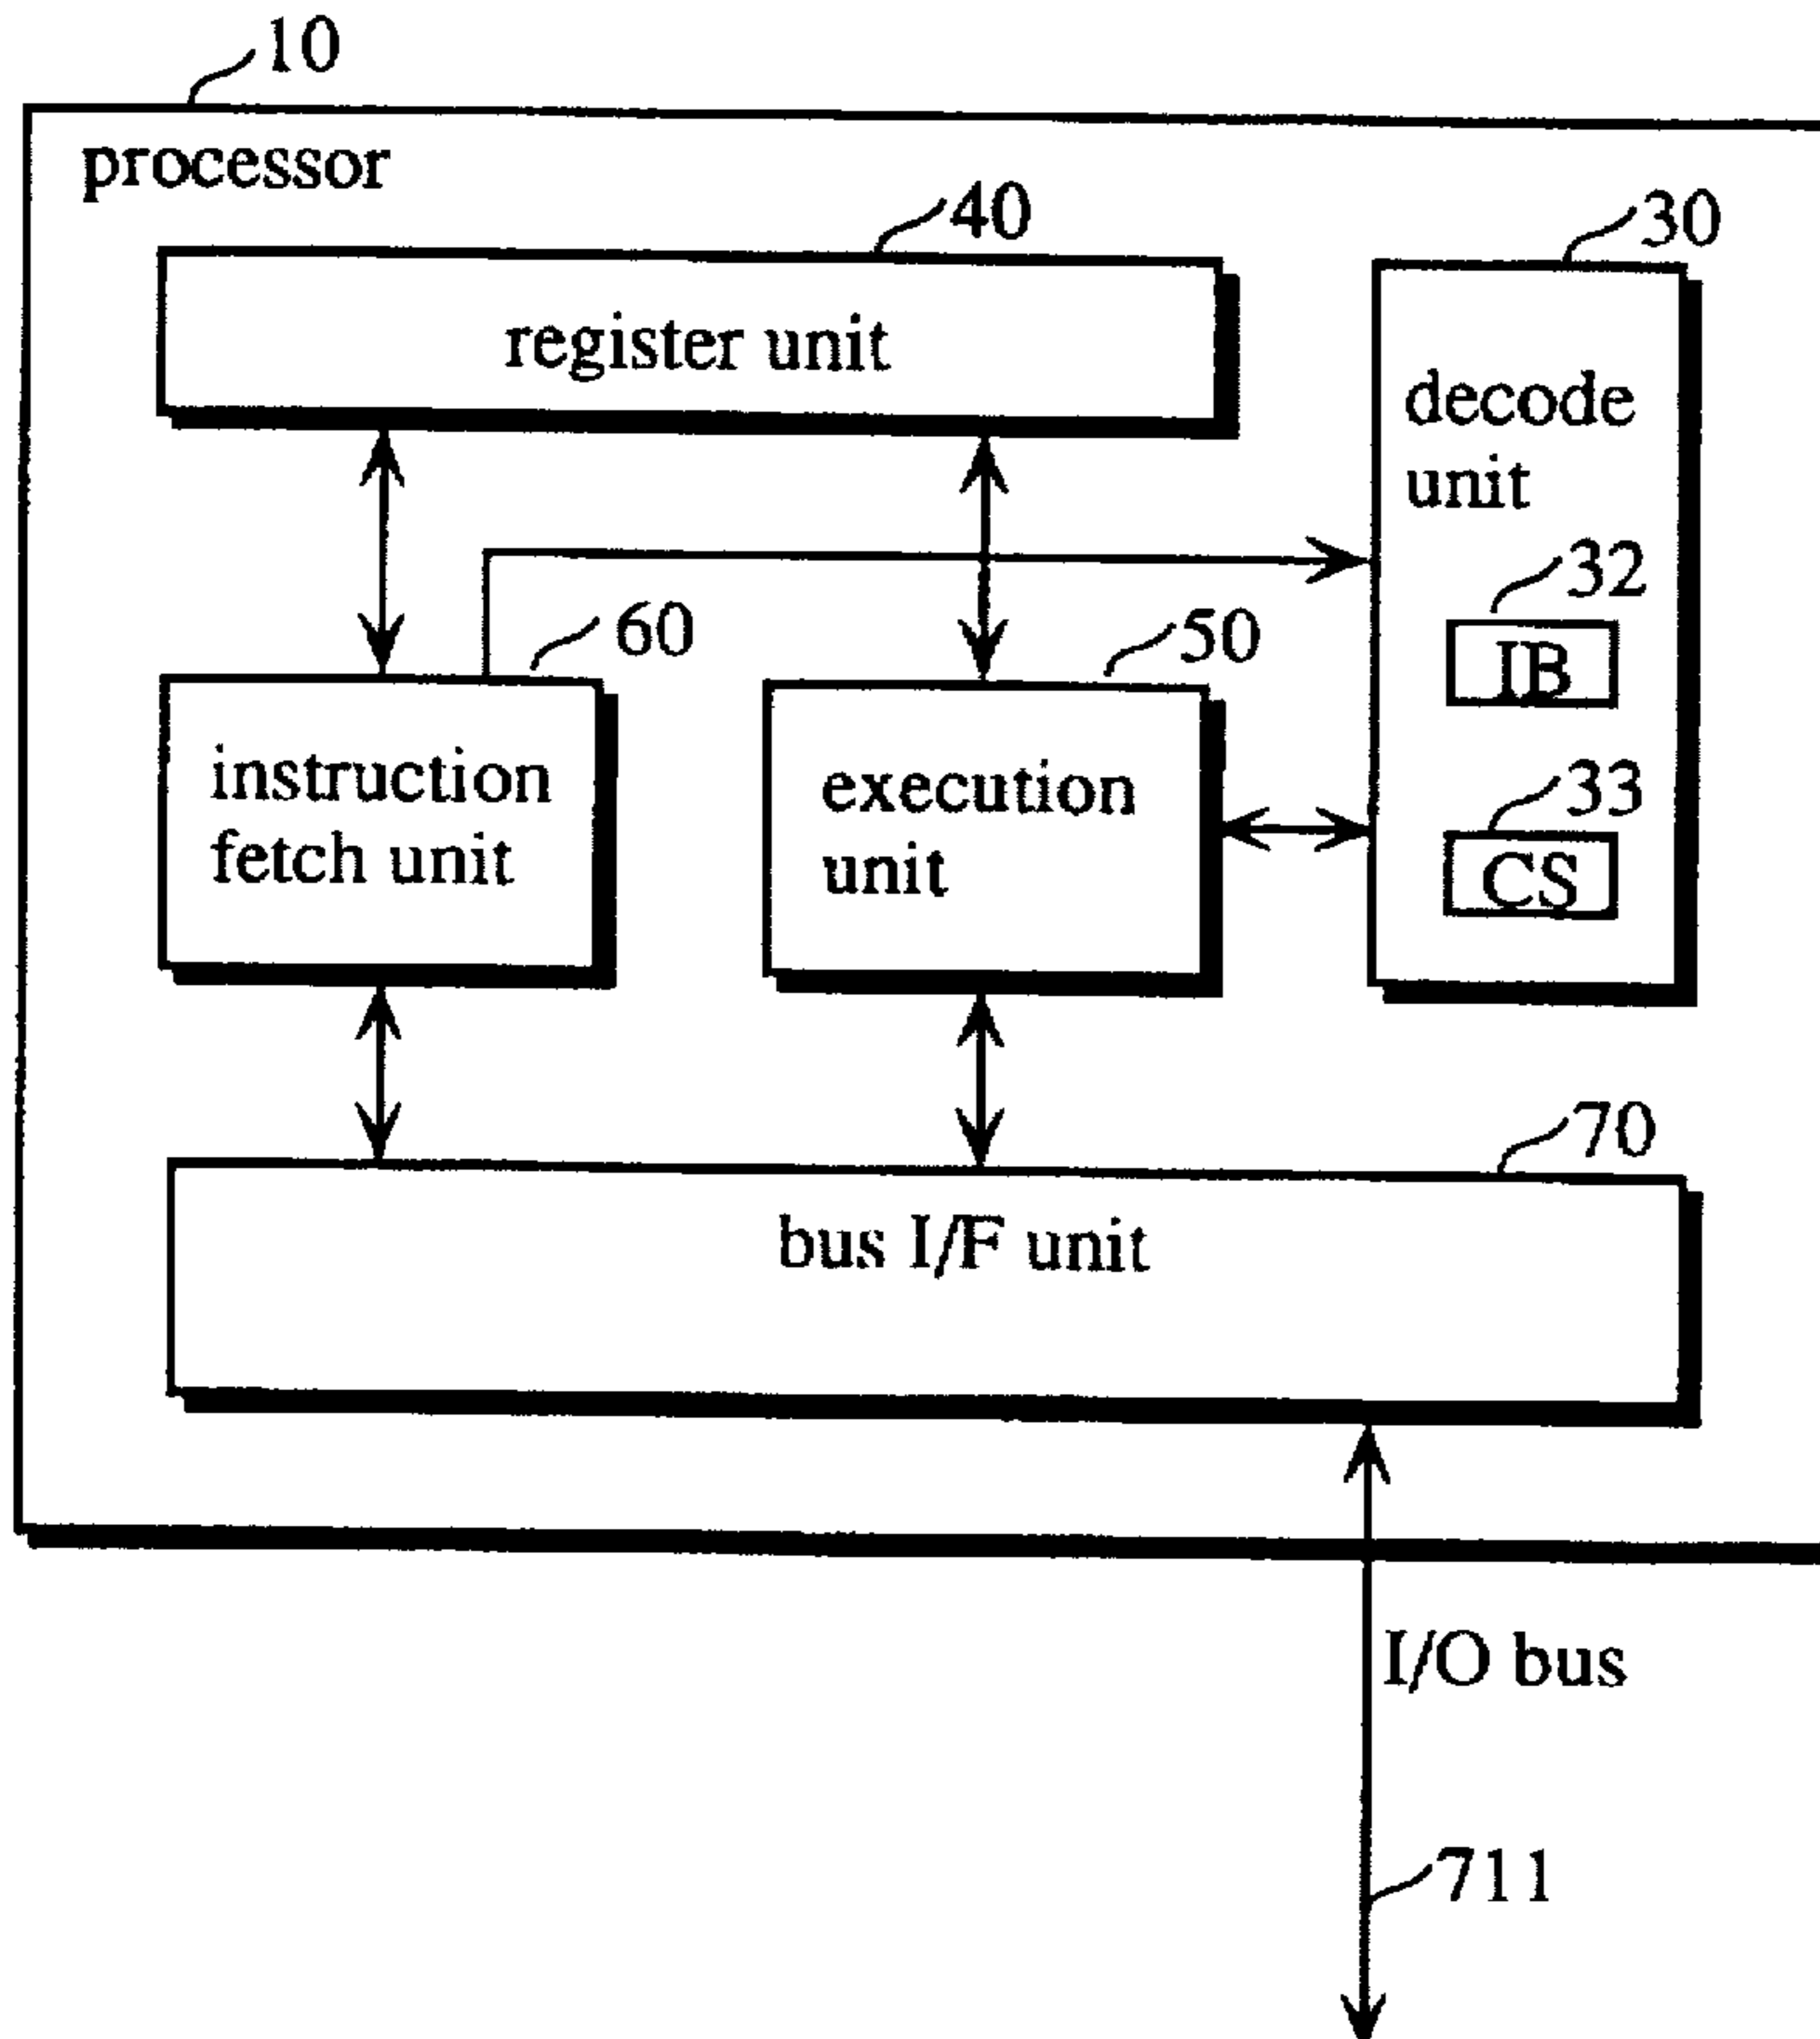 10
processor
40
30
register unit
decode
unit
32
IB
60
50
instruction
fetch unit
execution
unit
33
CS
70
bus I/F unit
I/O bus
711